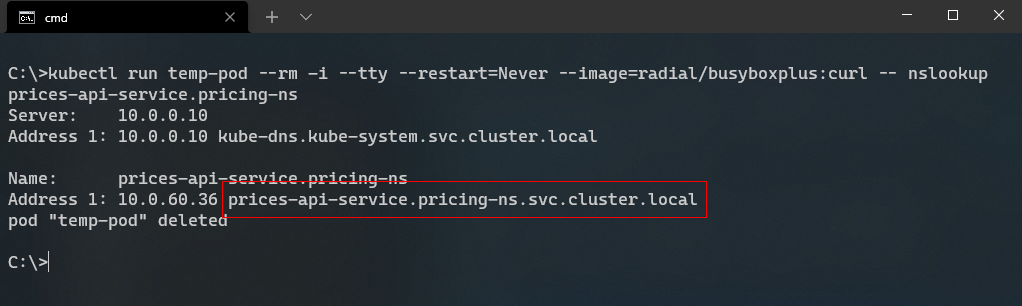 cmd
C:\>kubectl run temp-pod --rm -i --tty --restart=Never --image=radial/busyboxplus:curl -- nslookup
prices-api-service.pricing-ns
Server:    10.0.0.10
Address 1: 10.0.0.10 kube-dns.kube-system.svc.cluster.local
Name:      prices-api-service.pricing-ns
Address 1: 10.0.60.36 prices-api-service.pricing-ns.svc.cluster.local
pod "temp-pod" deleted
C:\>